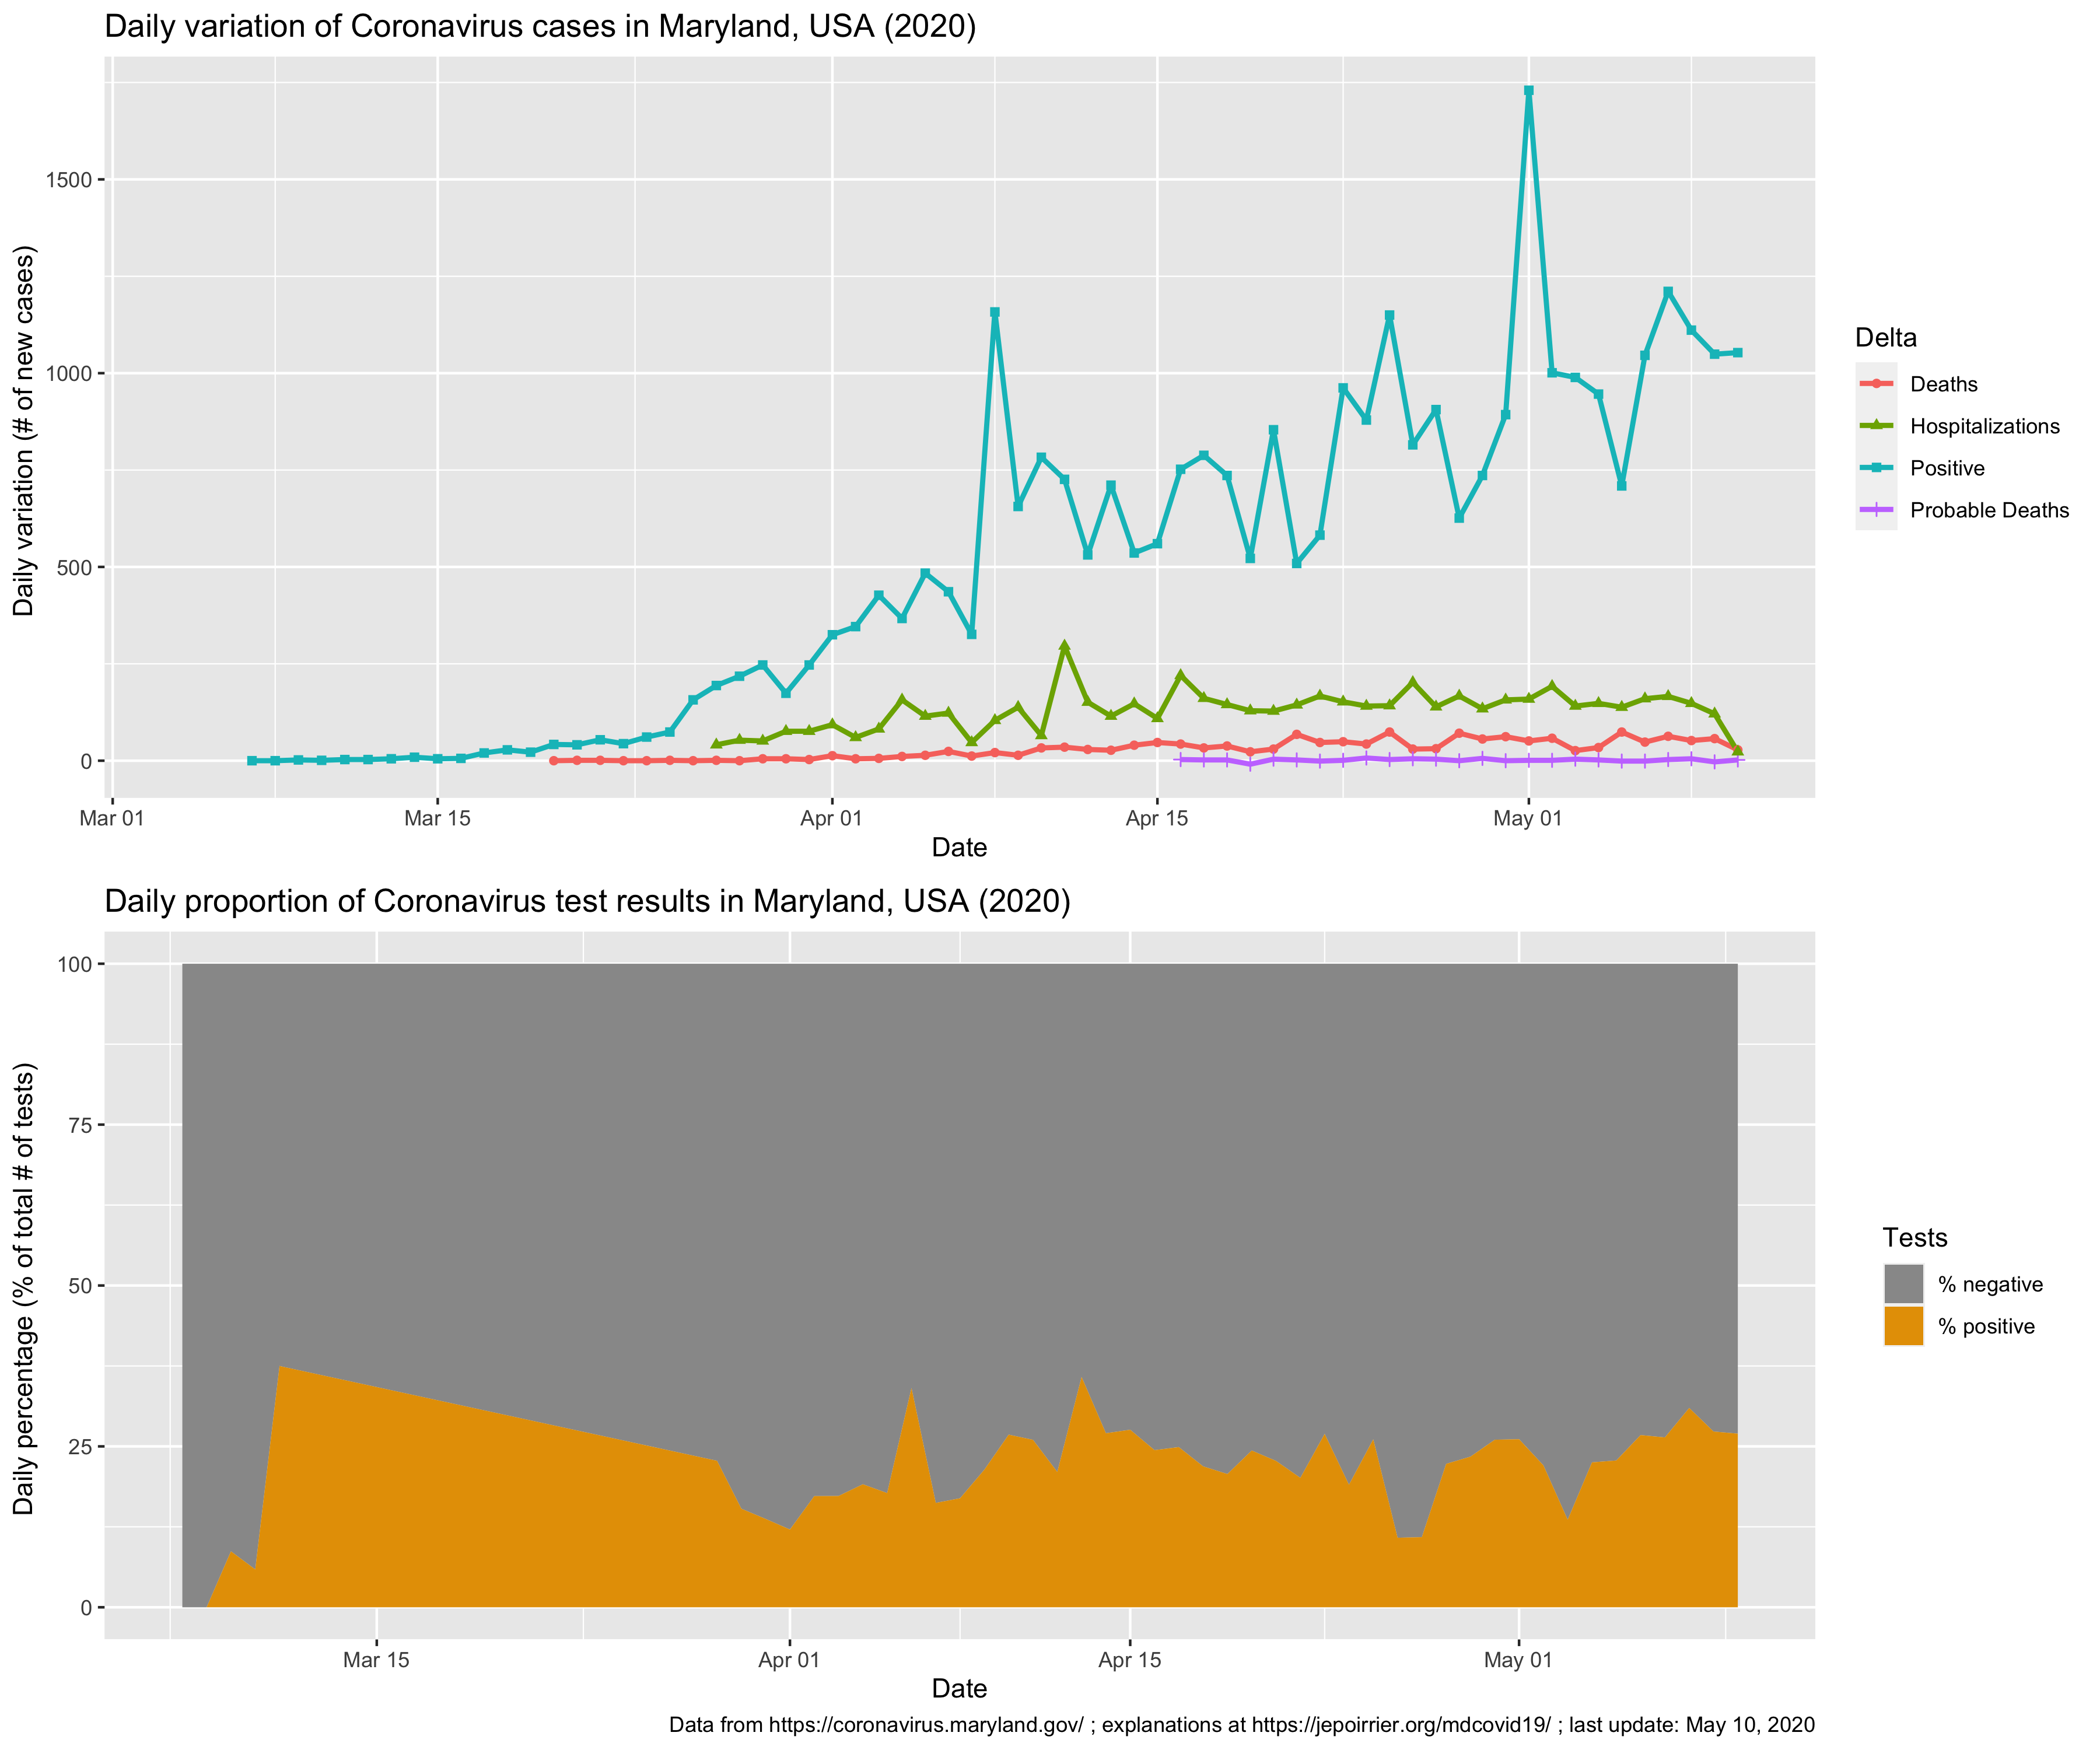 Daily variation of Coronavirus cases in Maryland, USA (2020)
Daily variation (# of new cases)
1500
1000
500
0
Mar 01
Mar 15
Apr 01
Apr 15
May 01
Date
Delta
Deaths
Hospitalizations
Positive
Probable Deaths
Daily proportion of Coronavirus test results in Maryland, USA (2020)
Daily percentage (% of total # of tests)
100
75
50
25
0
Mar 15
Apr 01
Apr 15
May 01
Date
Tests
% negative
% positive
Data from https://coronavirus.maryland.gov/ ; explanations at https://jepoirrier.org/mdcovid19/ ; last update: May 10, 2020